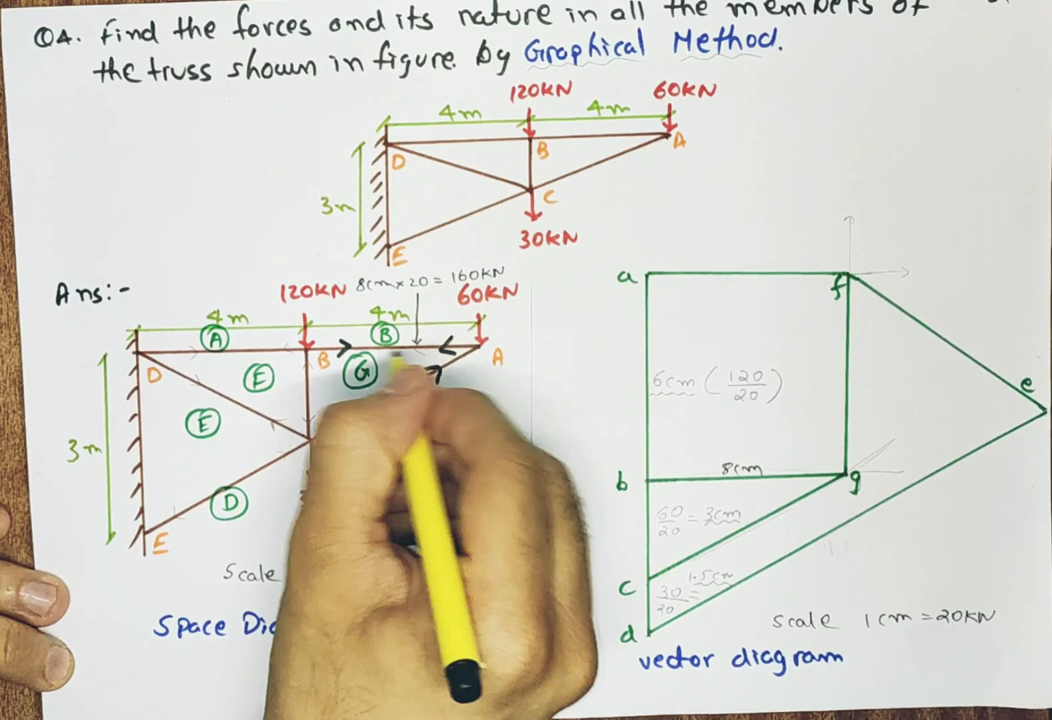 Q4. Find the forces and its nature in all the members of
the truss shown in figure by Graphical Method.
120KN 60KN
4m 4m
D B A
3m C
30KN
E
Ans:- 8cm×20=160KN
120KN 60KN
4m 4m
A B
D B A
E G
E
3m
D
E
Scale
Space Dia
a f
6cm (120/20) e
b 8cm g
60/20 = 3cm
c 30/20 = 1.5cm
d scale 1cm=20KN
vector diagram